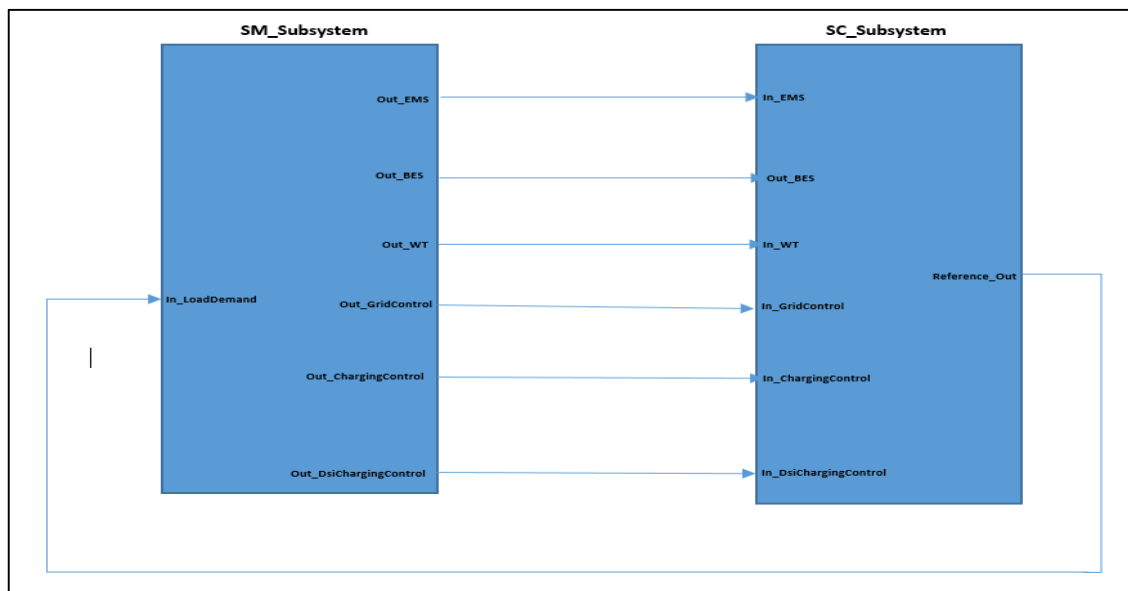 SM_Subsystem
SC_Subsystem
Out_EMS
In_EMS
Out_BES
Out_BES
Out_WT
In_WT
Reference_Out
In_LoadDemand
Out_GridControl
In_GridControl
Out_ChargingControl
In_ChargingControl
Out_DsiChargingControl
In_DsiChargingControl